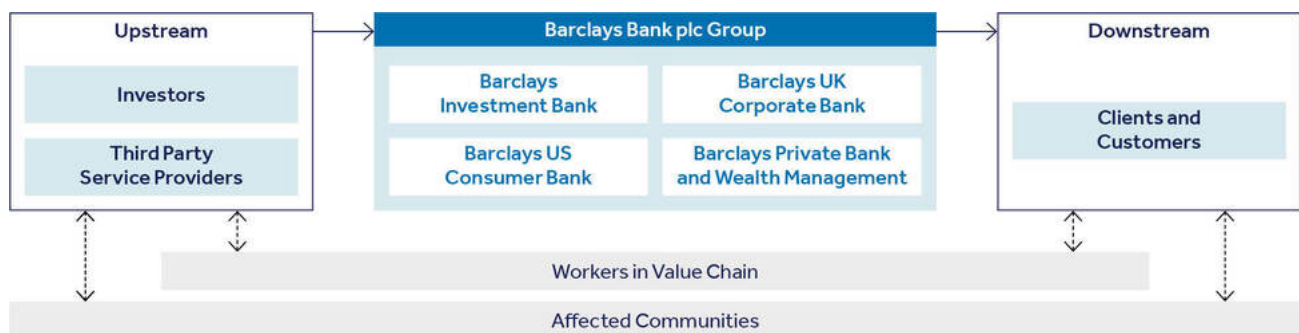 Upstream
Investors
Third Party
Service Providers
Barclays Bank plc Group
Barclays
Investment Bank
Barclays UK
Corporate Bank
Barclays US
Consumer Bank
Barclays Private Bank
and Wealth Management
Downstream
Clients and
Customers
Workers in Value Chain
Affected Communities